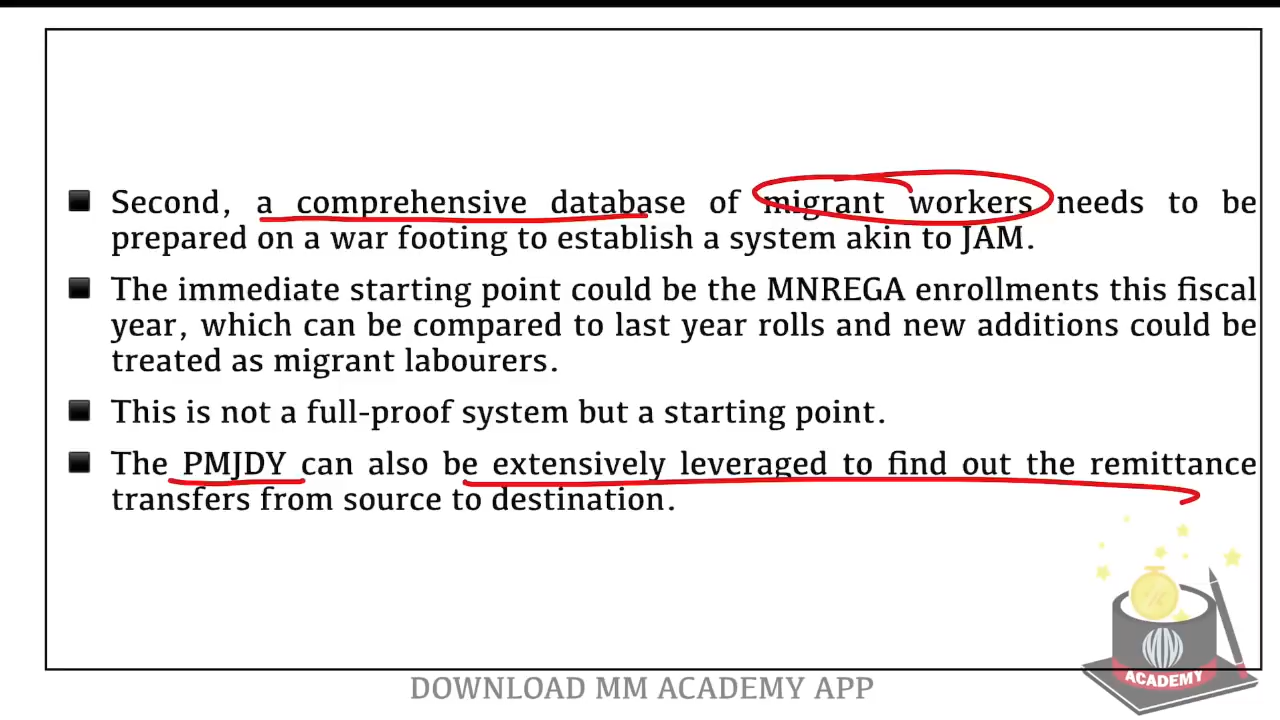 Second, a comprehensive database of migrant workers needs to be
prepared on a war footing to establish a system akin to JAM.
The immediate starting point could be the MNREGA enrollments this fiscal
year, which can be compared to last year rolls and new additions could be
treated as migrant labourers.
This is not a full-proof system but a starting point.
The PMJDY can also be extensively leveraged to find out the remittance
transfers from source to destination.
ACADEMY
DOWNLOAD MM ACADEMY APP